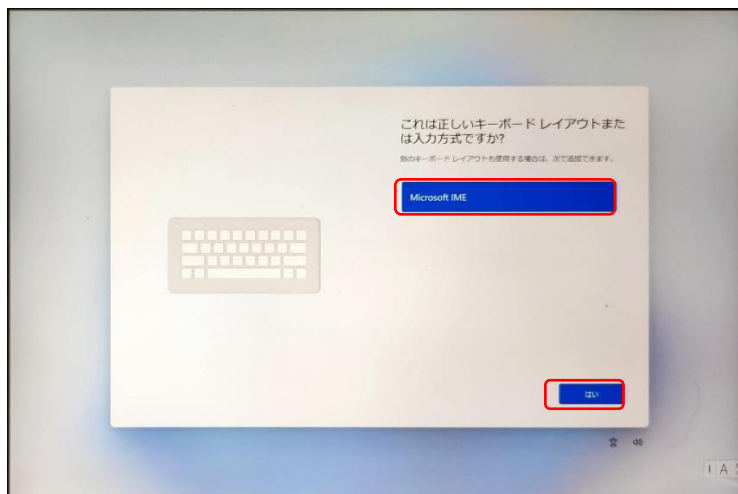 これは正しいキーボード レイアウトまた
は入力方式ですか?
別のキーボード レイアウトも使用する場合は、次で追加できます。
Microsoft IME
はい
A